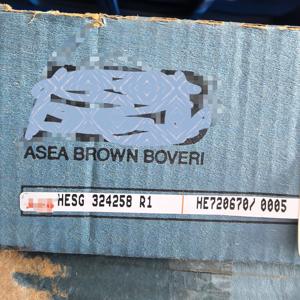 ASEA BROWN BOVERI
HESG 324258 R1 HE720670/ 0005